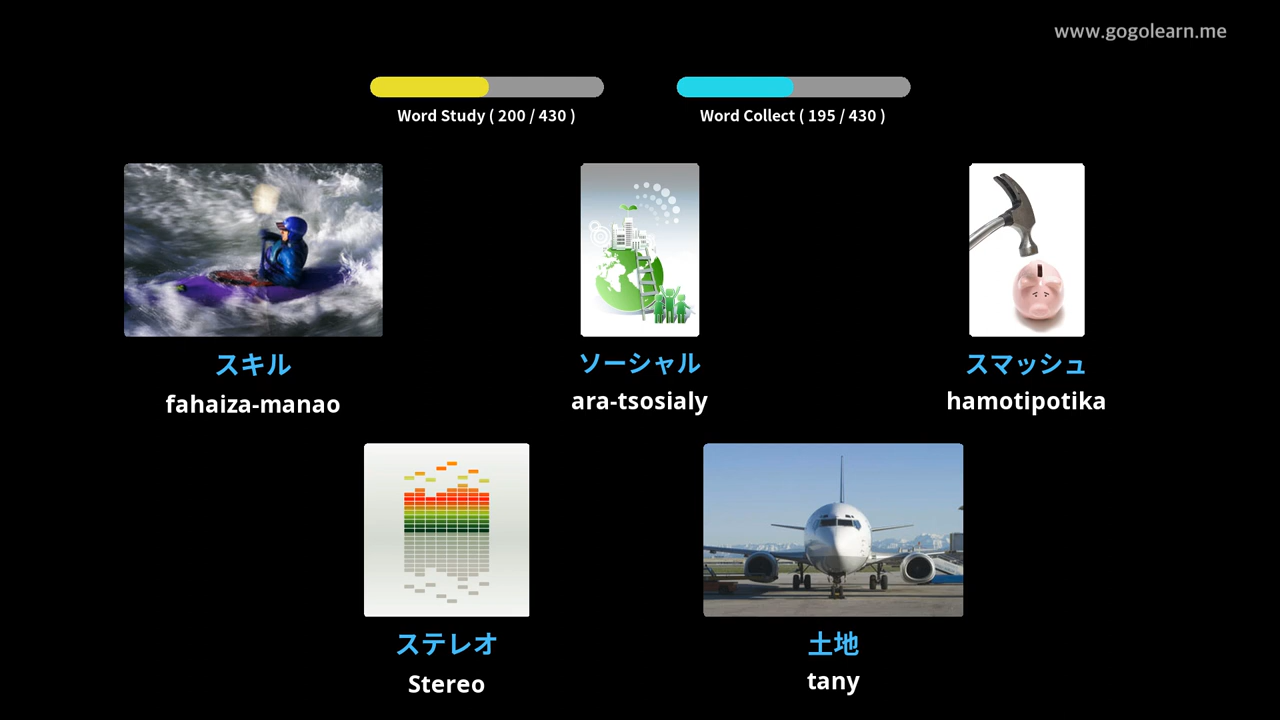 www.gogolearn.me
Word Study ( 200 / 430 )
Word Collect ( 195 / 430 )
スキル
fahaiza-manao
ソーシャル
ara-tsosialy
スマッシュ
hamotipotika
ステレオ
Stereo
土地
tany